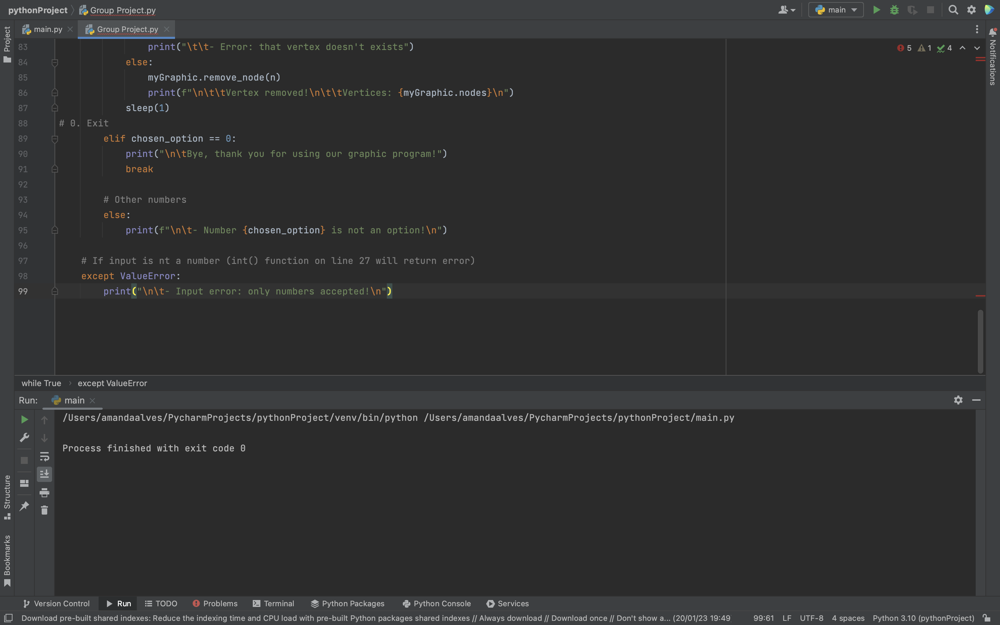 pythonProject Group Project.py main
main.py Group Project.py
Project
Notifications
5 1 4
83 print("\t\t- Error: that vertex doesn't exists")
84 else:
85 myGraphic.remove_node(n)
86 print(f"\n\t\tVertex removed!\n\t\tVertices: {myGraphic.nodes}\n")
87 sleep(1)
88 # 0. Exit
89 elif chosen_option == 0:
90 print("\n\tBye, thank you for using our graphic program!")
91 break
92
93 # Other numbers
94 else:
95 print(f"\n\t- Number {chosen_option} is not an option!\n")
96
97 # If input is nt a number (int() function on line 27 will return error)
98 except ValueError:
99 print("\n\t- Input error: only numbers accepted!\n")
while True › except ValueError
Run: main
/Users/amandaalves/PycharmProjects/pythonProject/venv/bin/python /Users/amandaalves/PycharmProjects/pythonProject/main.py
Process finished with exit code 0
Structure
Bookmarks
Version Control Run TODO Problems Terminal Python Packages Python Console Services
Download pre-built shared indexes: Reduce the indexing time and CPU load with pre-built Python packages shared indexes // Always download // Download once // Don't show a... (20/01/23 19:49) 99:61 LF UTF-8 4 spaces Python 3.10 (pythonProject)